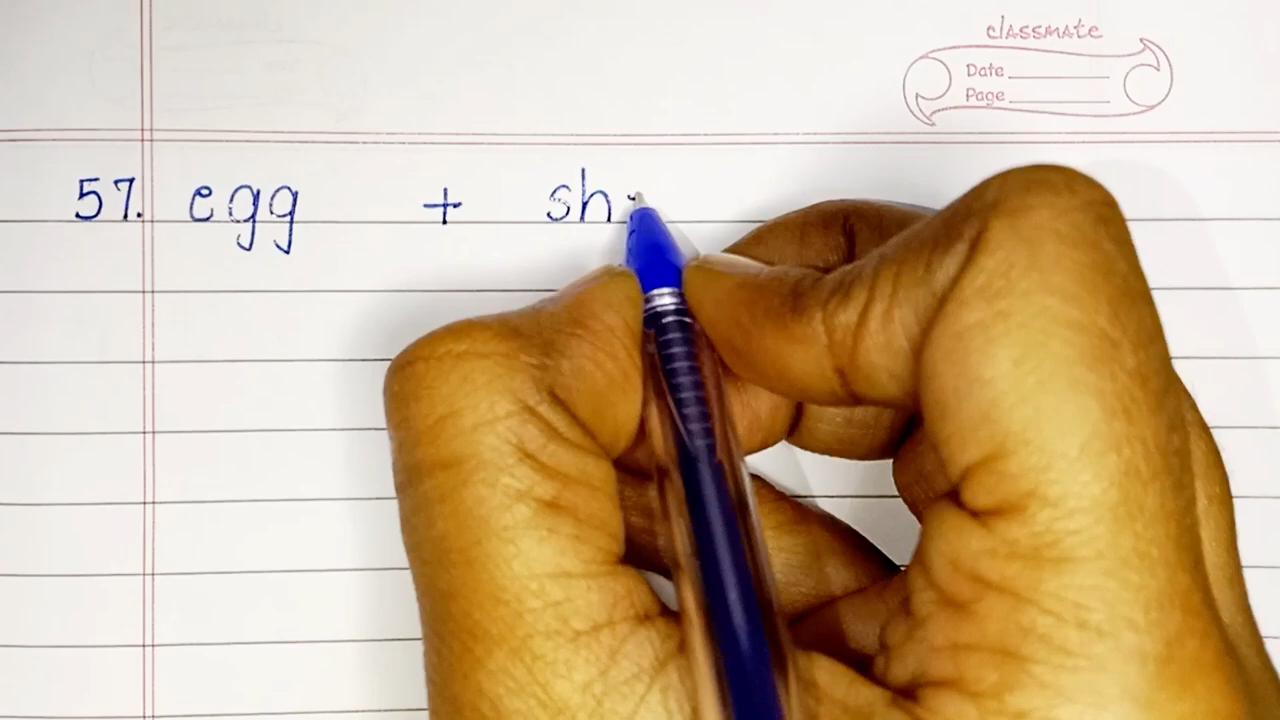 classmate
Date
Page
57. egg + sh